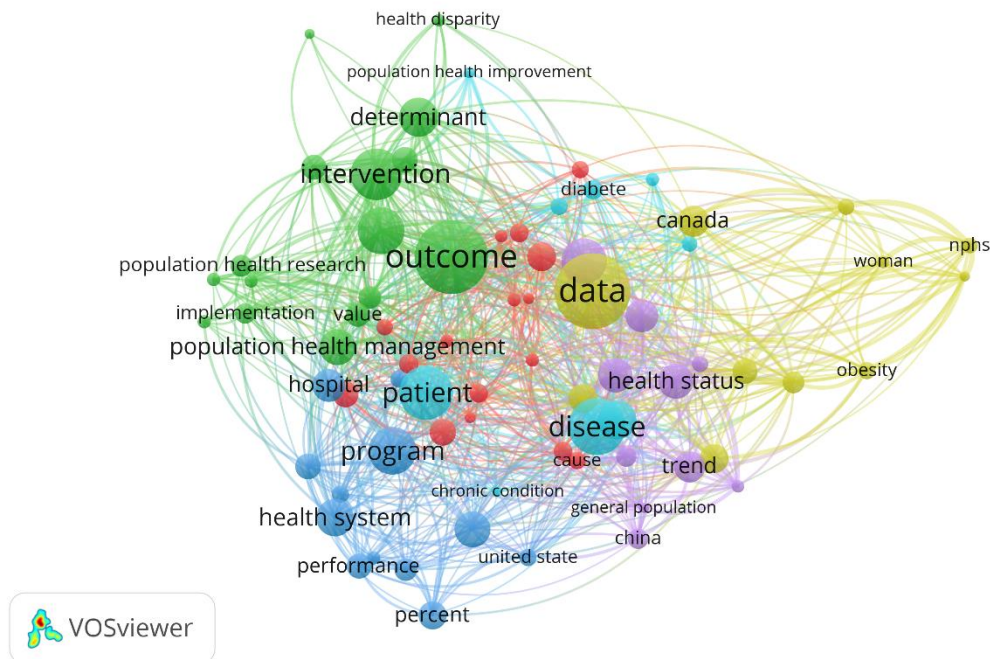 health disparity
population health improvement
determinant
intervention
diabete
canada
outcome
nphs
woman
population health research
data
implementation
value
population health management
obesity
hospital
health status
patient
disease
program
cause
trend
chronic condition
general population
health system
china
united state
performance
percent
VOSviewer